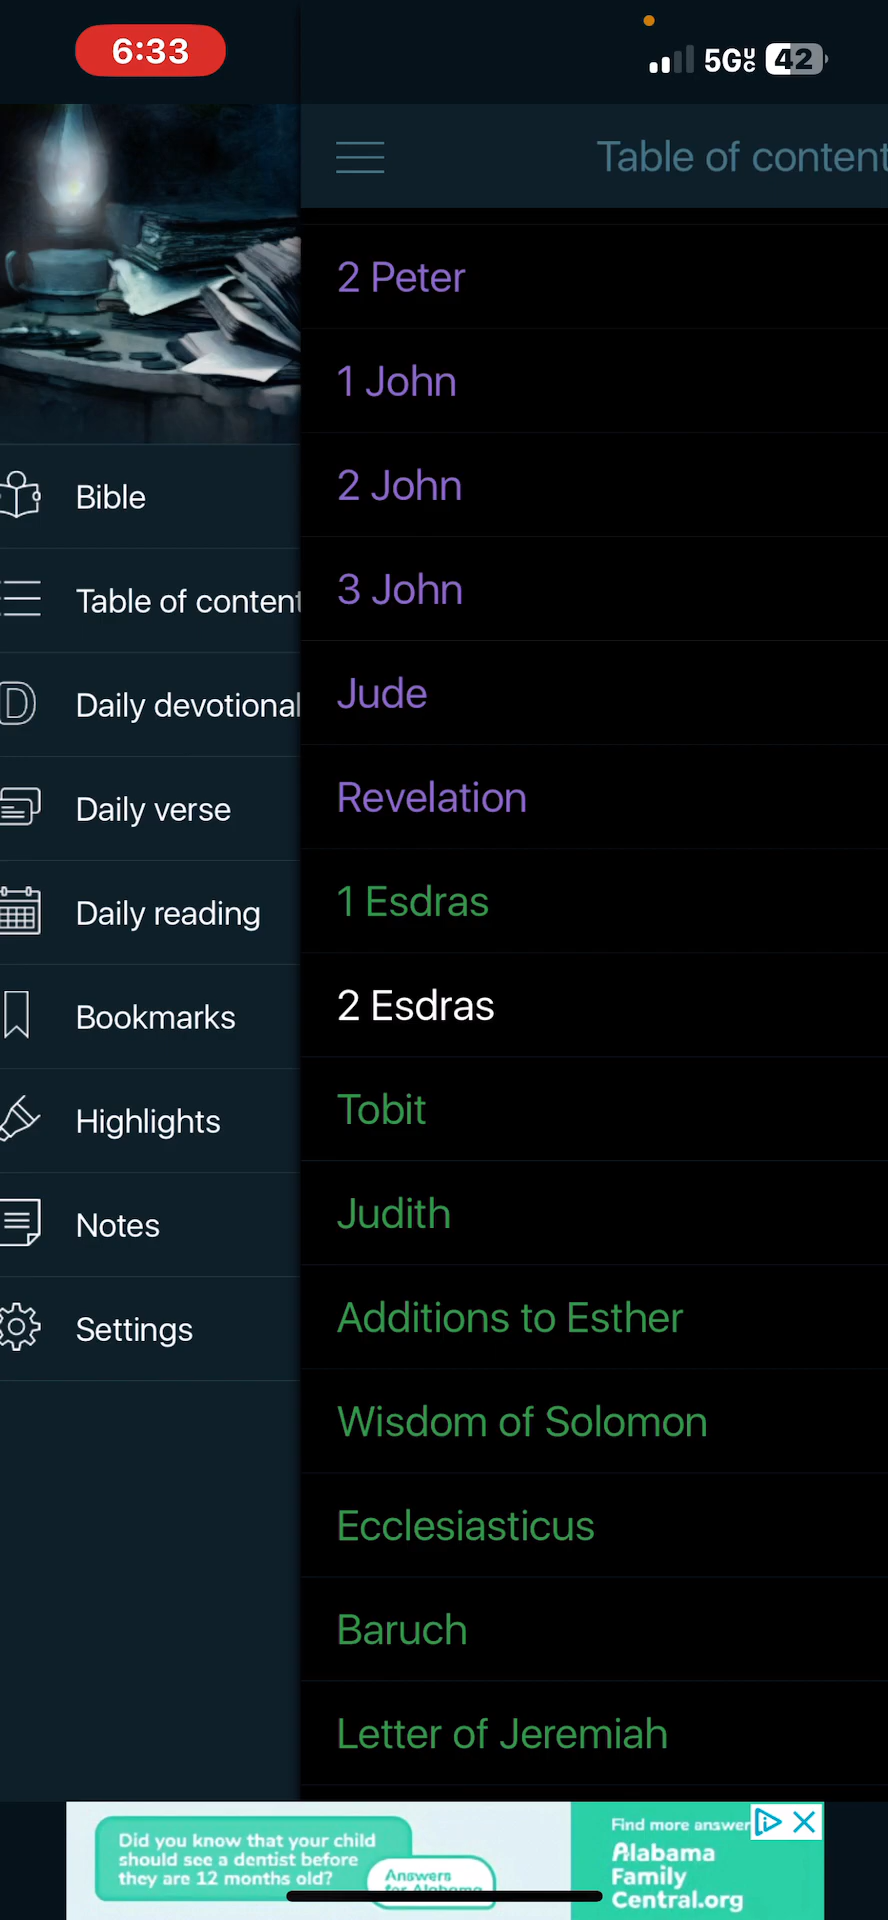 6:33
5G UC
42
Table of content
2 Peter
1 John
2 John
3 John
Jude
Revelation
1 Esdras
2 Esdras
Tobit
Judith
Additions to Esther
Wisdom of Solomon
Ecclesiasticus
Baruch
Letter of Jeremiah
Bible
Table of content
D
Daily devotional
Daily verse
Daily reading
Bookmarks
Highlights
Notes
Settings
Did you know that your child
should see a dentist before
they are 12 months old?
Answers
for Alabama
Find more answer
Alabama
Family
Central.org